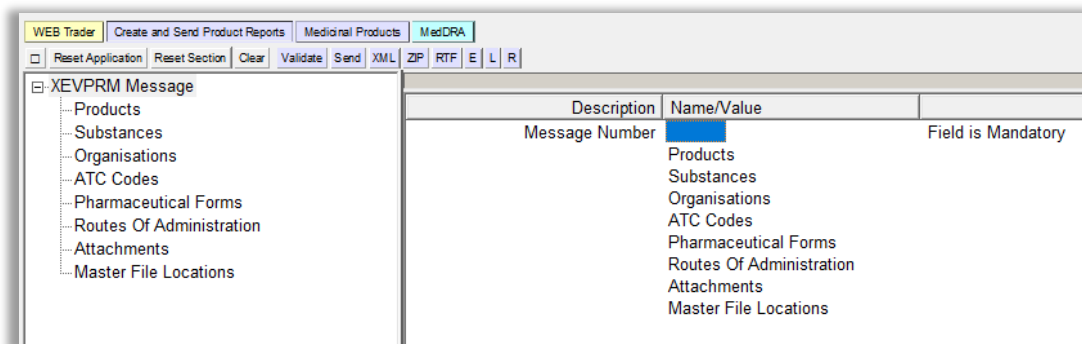 WEB Trader Create and Send Product Reports Medicinal Products MedDRA
Reset Application Reset Section Clear Validate Send XML ZIP RTF E L R
XEVPRM Message
Products
Substances
Organisations
ATC Codes
Pharmaceutical Forms
Routes Of Administration
Attachments
Master File Locations
Description Name/Value
Message Number Field is Mandatory
Products
Substances
Organisations
ATC Codes
Pharmaceutical Forms
Routes Of Administration
Attachments
Master File Locations